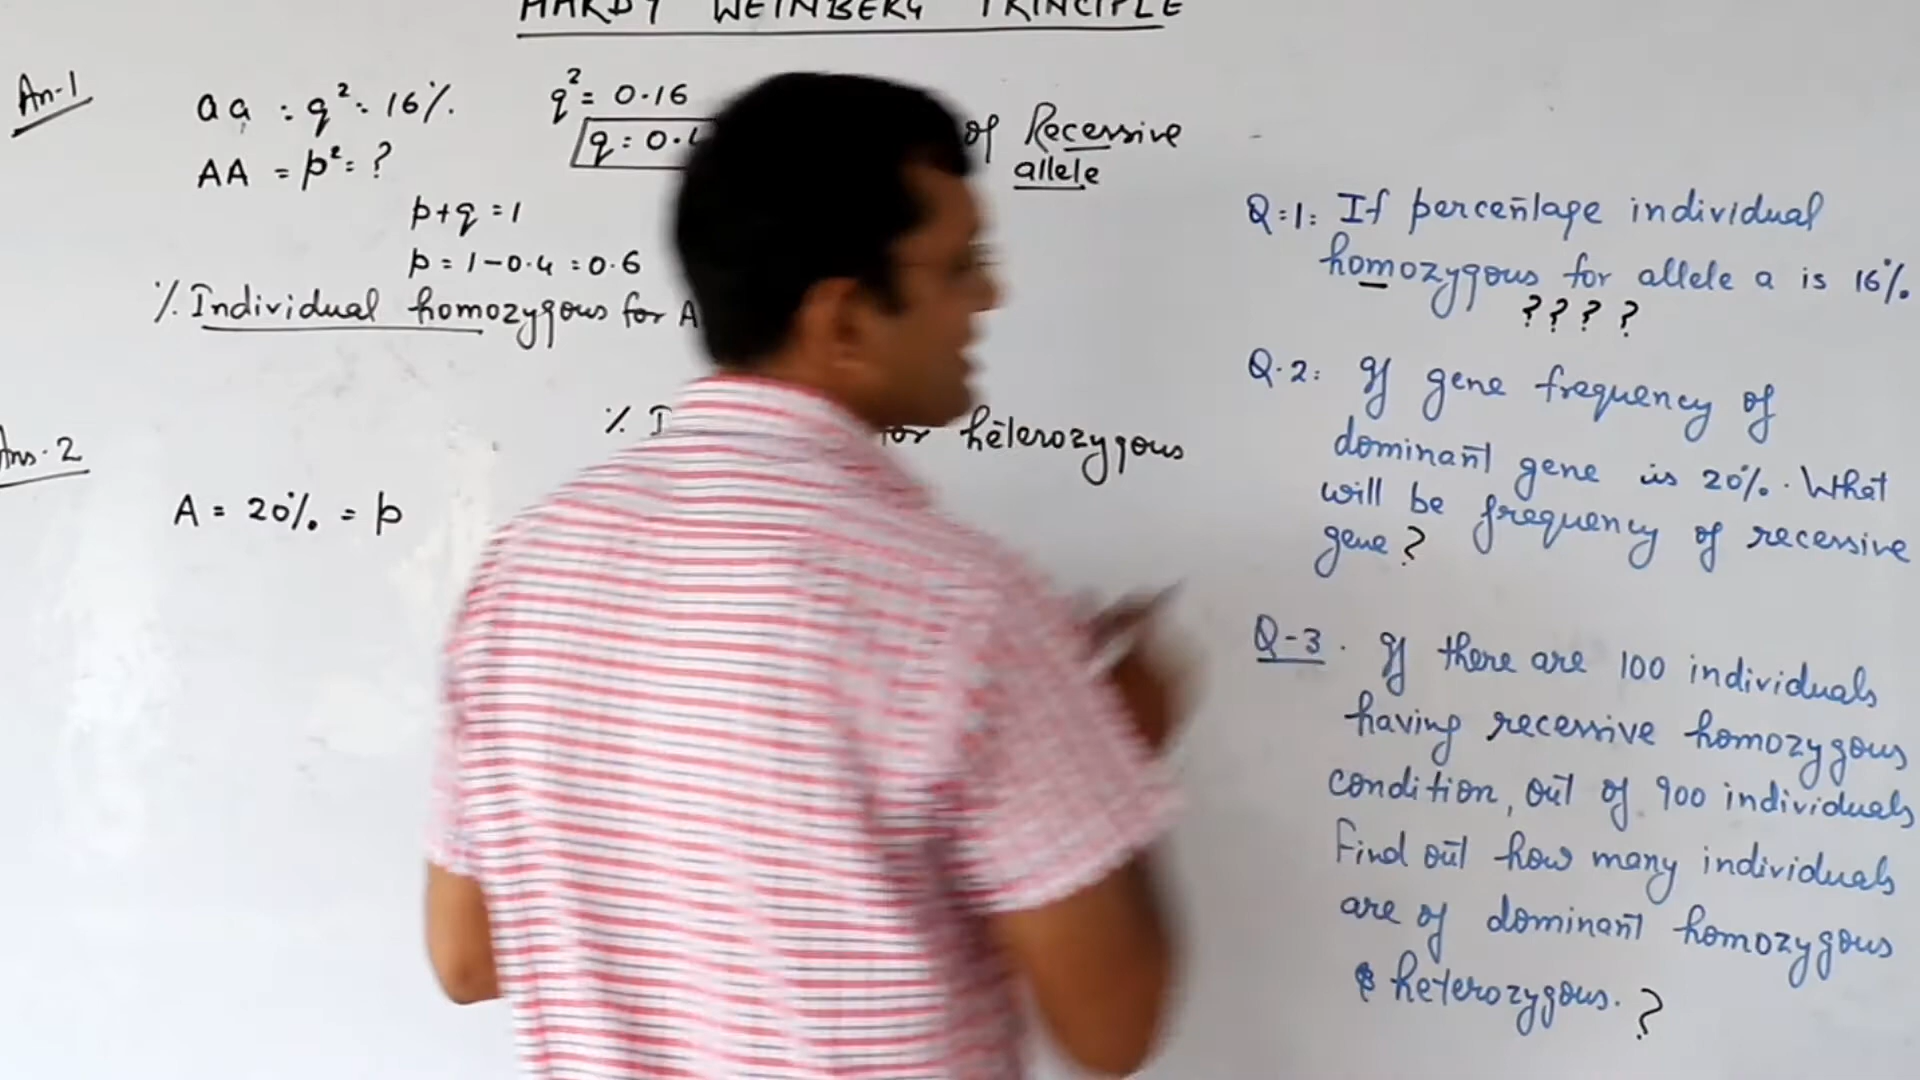 HARDY WEINBERG PRINCIPLE
An-1
aa : q² = 16%.
q² = 0.16
q = 0.4
of Recessive
allele
AA = p² = ?
p+q = 1
p = 1-0.4 = 0.6
% Individual homozygous for A
% I for hēterozygous
Ans.2
A = 20% = p
Q=1: If percentage individual
homozygous for allele a is 16%.
????
Q.2: If gene frequency of
dominant gene is 20%. What
will be frequency of recessive
gene?
Q-3. If there are 100 individuals
having recessive homozygous
condition, out of 900 individuals
Find out how many individuals
are of dominant homozygous
& heterozygous. ?